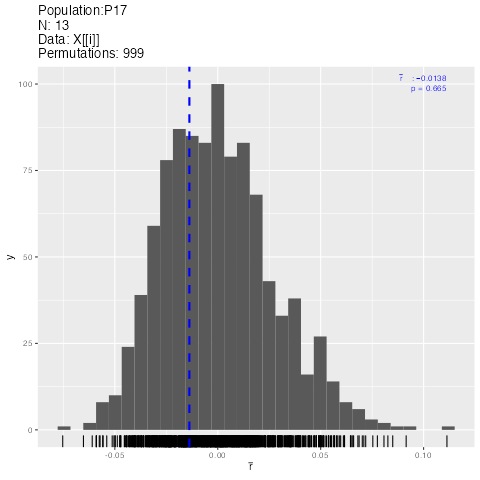 Population:P17
N: 13
Data: X[[i]]
Permutations: 999
r̄ :-0.0138
p = 0.665
100
75
50
25
0
y
-0.05 0.00 0.05 0.10
r̄